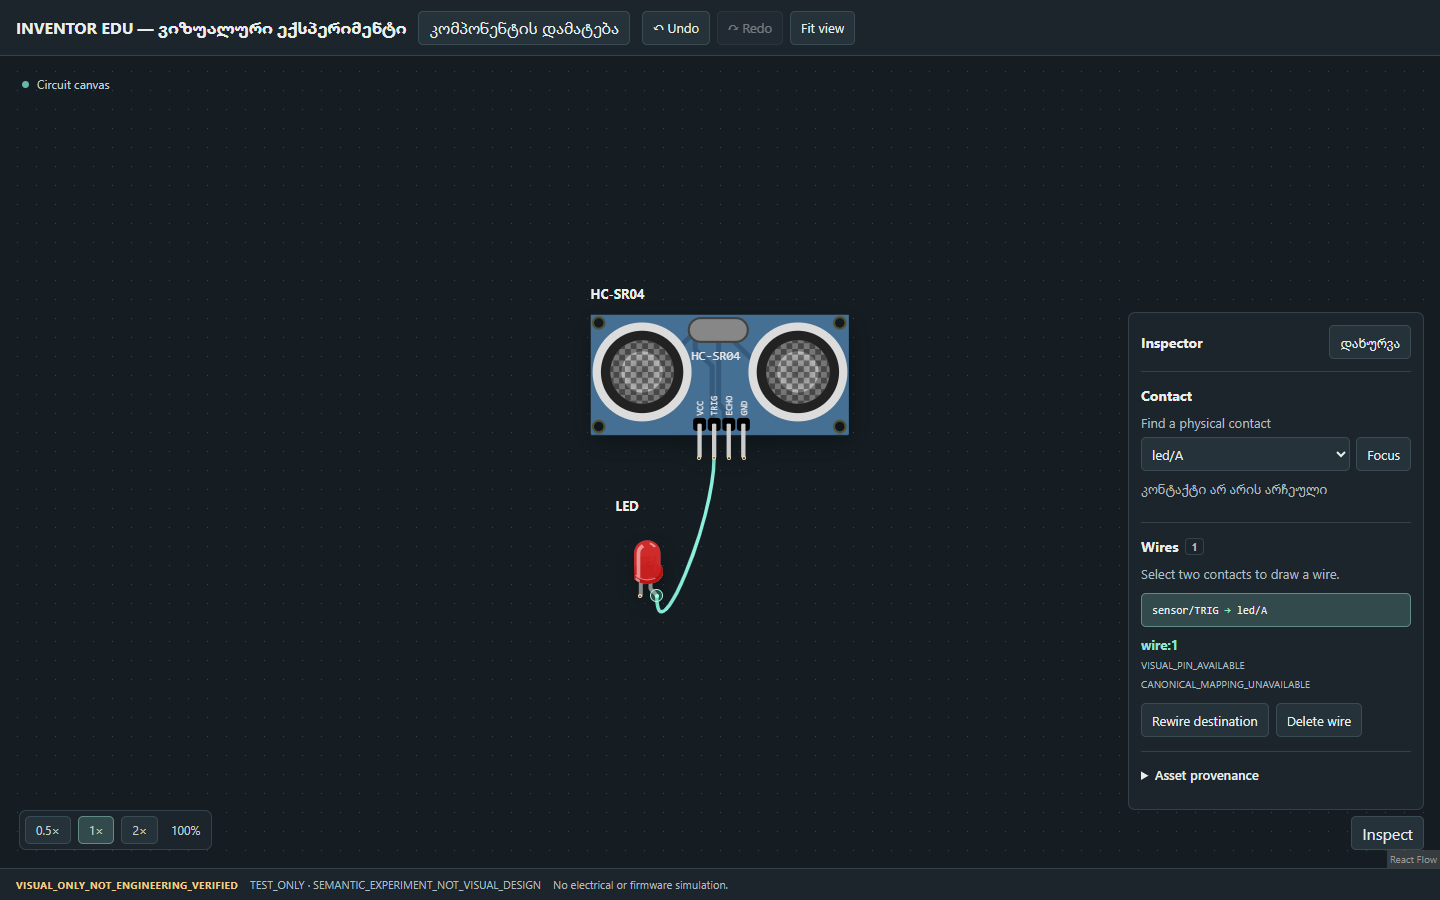 INVENTOR EDU — ვიზუალური ექსპერიმენტი
კომპონენტის დამატება
↶ Undo
↷ Redo
Fit view
Circuit canvas
HC-SR04
HC-SR04
VCC
TRIG
ECHO
GND
LED
Inspector
დახურვა
Contact
Find a physical contact
led/A
Focus
კონტაქტი არ არის არჩეული
Wires 1
Select two contacts to draw a wire.
sensor/TRIG → led/A
wire:1
VISUAL_PIN_AVAILABLE
CANONICAL_MAPPING_UNAVAILABLE
Rewire destination
Delete wire
Asset provenance
0.5×
1×
2×
100%
Inspect
React Flow
VISUAL_ONLY_NOT_ENGINEERING_VERIFIED
TEST_ONLY · SEMANTIC_EXPERIMENT_NOT_VISUAL_DESIGN
No electrical or firmware simulation.